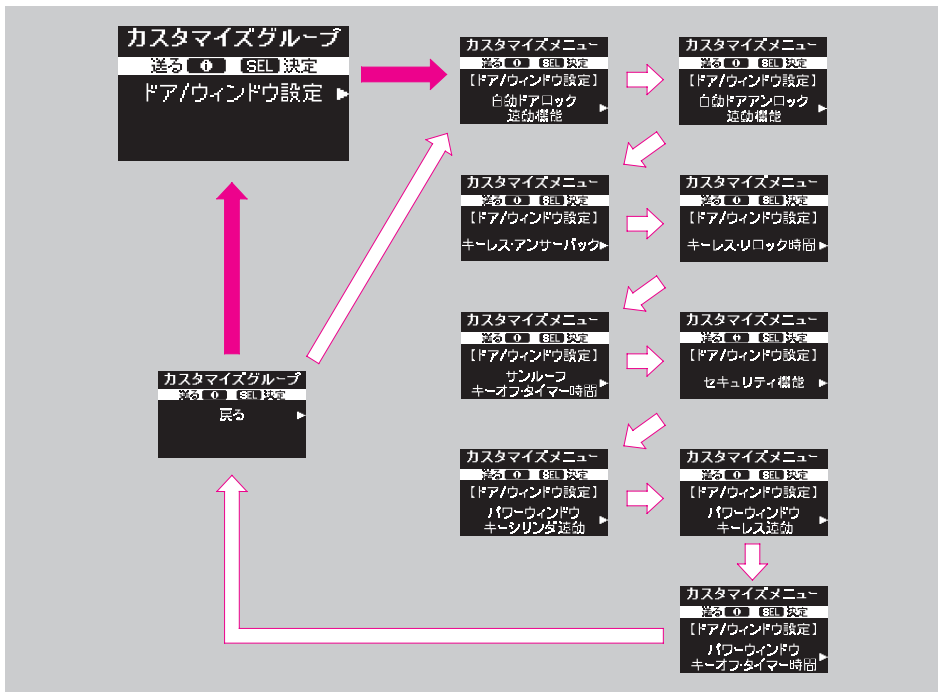 カスタマイズグループ
送る i SEL 決定
ドア/ウィンドウ設定 ▶
カスタマイズメニュー
送る i SEL 決定
【ドア/ウィンドウ設定】
自動ドアロック
連動機能 ▶
カスタマイズメニュー
送る i SEL 決定
【ドア/ウィンドウ設定】
自動ドアアンロック
連動機能 ▶
カスタマイズメニュー
送る i SEL 決定
【ドア/ウィンドウ設定】
キーレス・アンサーバック▶
カスタマイズメニュー
送る i SEL 決定
【ドア/ウィンドウ設定】
キーレス・リロック時間▶
カスタマイズメニュー
送る i SEL 決定
【ドア/ウィンドウ設定】
サンルーフ
キーオフ・タイマー時間▶
カスタマイズメニュー
送る i SEL 決定
【ドア/ウィンドウ設定】
セキュリティ機能 ▶
カスタマイズグループ
送る i SEL 決定
戻る ▶
カスタマイズメニュー
送る i SEL 決定
【ドア/ウィンドウ設定】
パワーウィンドウ
キーシリンダ連動 ▶
カスタマイズメニュー
送る i SEL 決定
【ドア/ウィンドウ設定】
パワーウィンドウ
キーレス連動 ▶
カスタマイズメニュー
送る i SEL 決定
【ドア/ウィンドウ設定】
パワーウィンドウ
キーオフ・タイマー時間▶